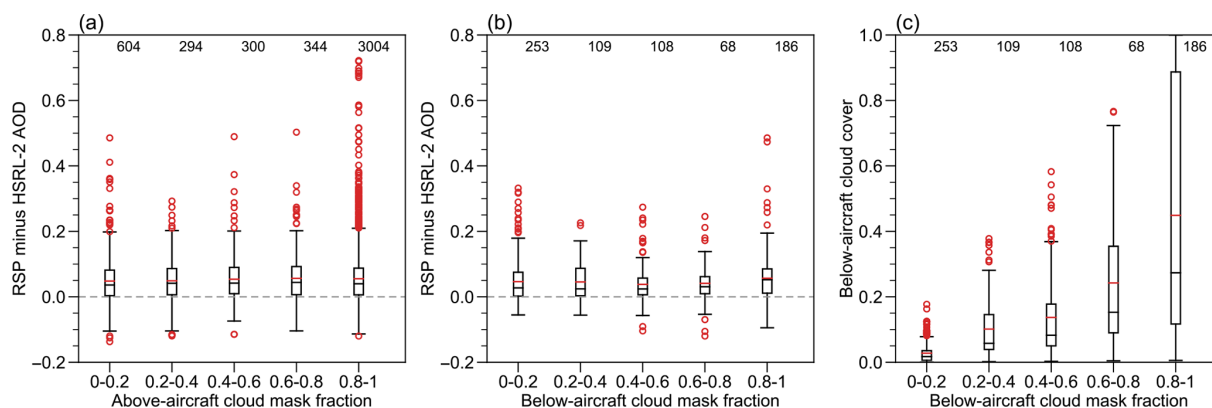 (a)
604 294 300 344 3004
0.8
0.6
0.4
0.2
0.0
−0.2
RSP minus HSRL-2 AOD
0-0.2 0.2-0.4 0.4-0.6 0.6-0.8 0.8-1
Above-aircraft cloud mask fraction
(b)
253 109 108 68 186
0.8
0.6
0.4
0.2
0.0
−0.2
RSP minus HSRL-2 AOD
0-0.2 0.2-0.4 0.4-0.6 0.6-0.8 0.8-1
Below-aircraft cloud mask fraction
(c)
253 109 108 68 186
1.0
0.8
0.6
0.4
0.2
0.0
Below-aircraft cloud cover
0-0.2 0.2-0.4 0.4-0.6 0.6-0.8 0.8-1
Below-aircraft cloud mask fraction